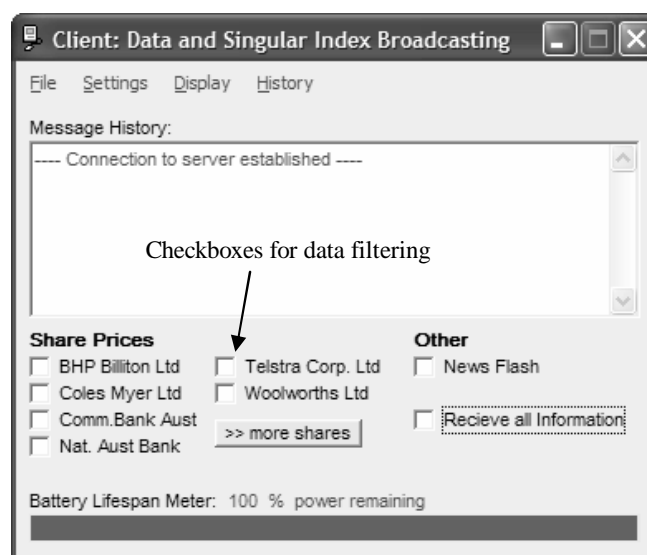 Client: Data and Singular Index Broadcasting
File Settings Display History
Message History:
---- Connection to server established ----
Checkboxes for data filtering
Share Prices Other
BHP Billiton Ltd Telstra Corp. Ltd News Flash
Coles Myer Ltd Woolworths Ltd
Comm.Bank Aust >> more shares Recieve all Information
Nat. Aust Bank
Battery Lifespan Meter: 100 % power remaining